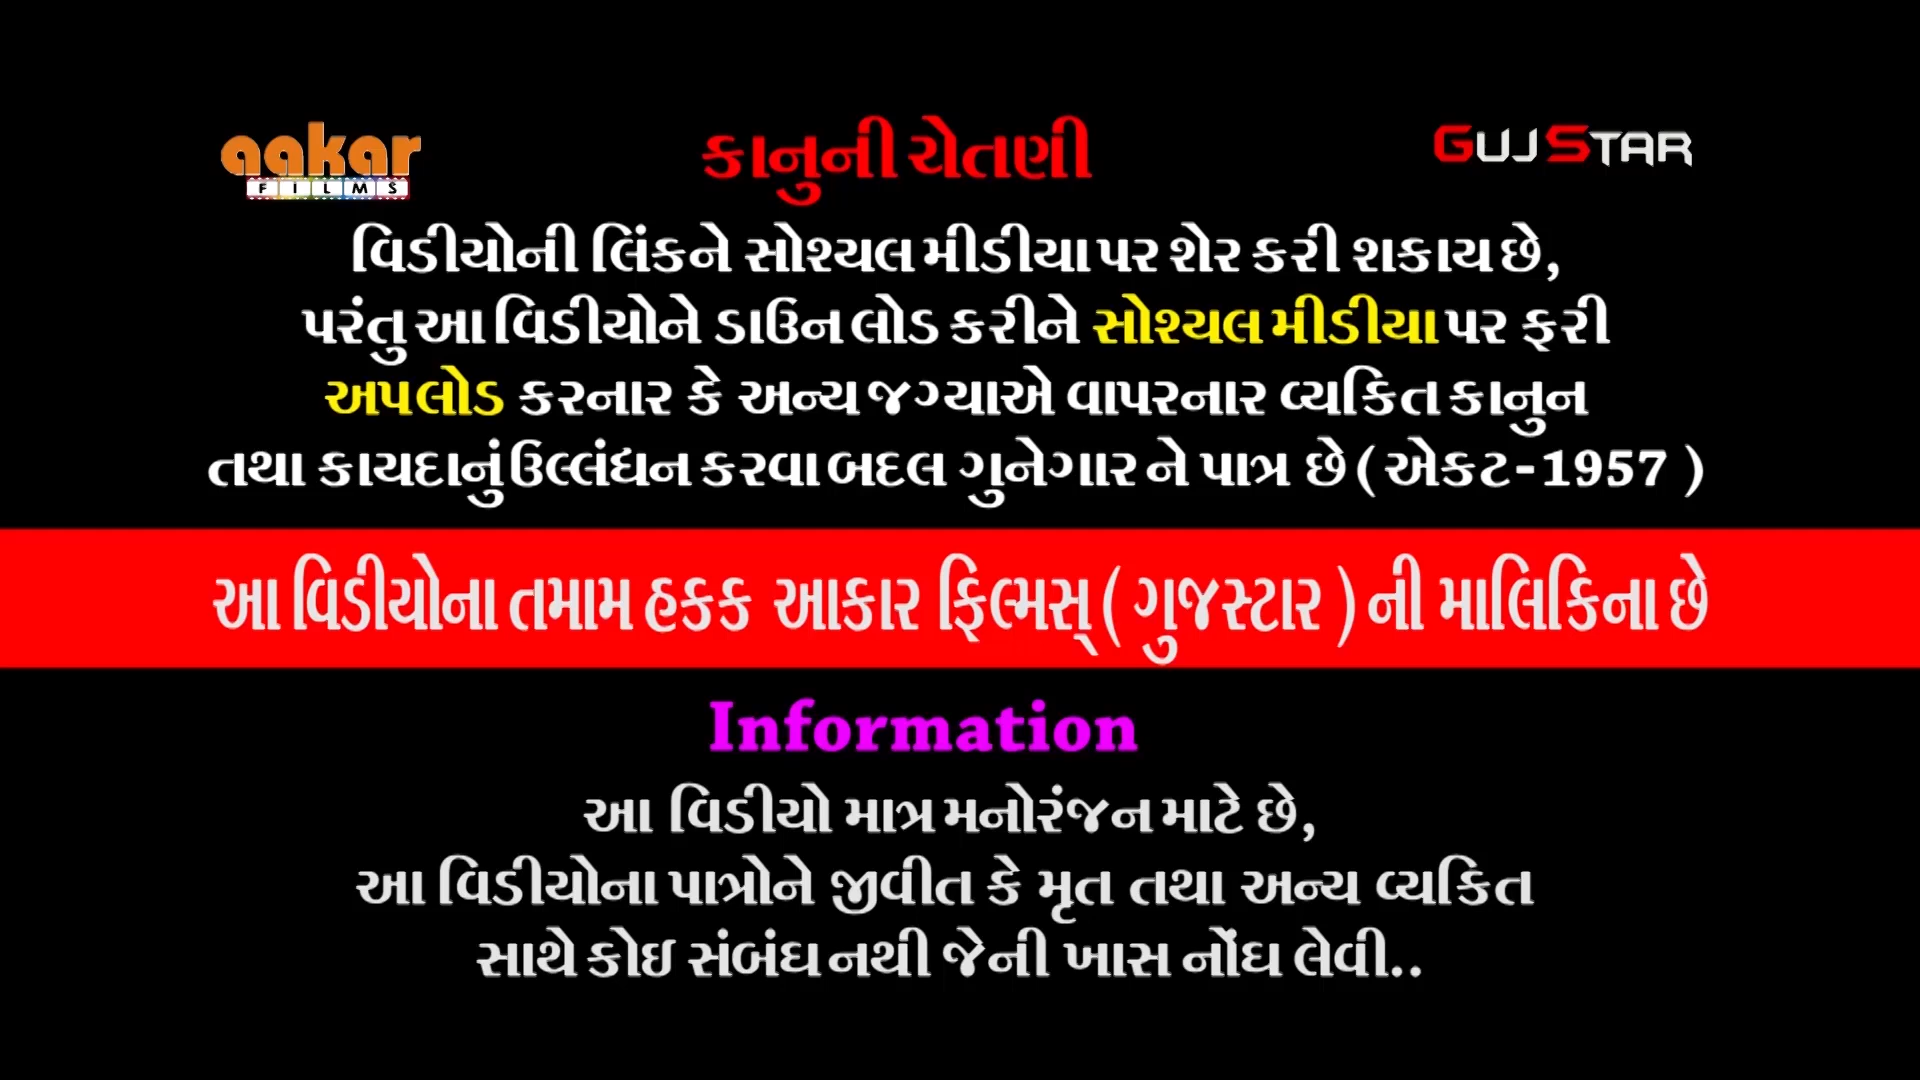 aakar
FILMS
કાનુની ચેતણી
GUJSTAR
વિડીયોની લિંકને સોશ્યલ મીડીયા પર શેર કરી શકાય છે,
પરંતુ આ વિડીયોને ડાઉન લોડ કરીને સોશ્યલ મીડીયા પર ફરી
અપલોડ કરનાર કે અન્ય જગ્યાએ વાપરનાર વ્યકિત કાનુન
તથા કાયદાનું ઉલ્લંઘન કરવા બદલ ગુનેગાર ને પાત્ર છે ( એકટ-1957 )
આ વિડીયોના તમામ હકક આકાર ફિલ્મસ્ ( ગુજસ્ટાર ) ની માલિકિના છે
Information
આ વિડીયો માત્ર મનોરંજન માટે છે,
આ વિડીયોના પાત્રોને જીવીત કે મૃત તથા અન્ય વ્યકિત
સાથે કોઇ સંબંઘ નથી જેની ખાસ નોંઘ લેવી..